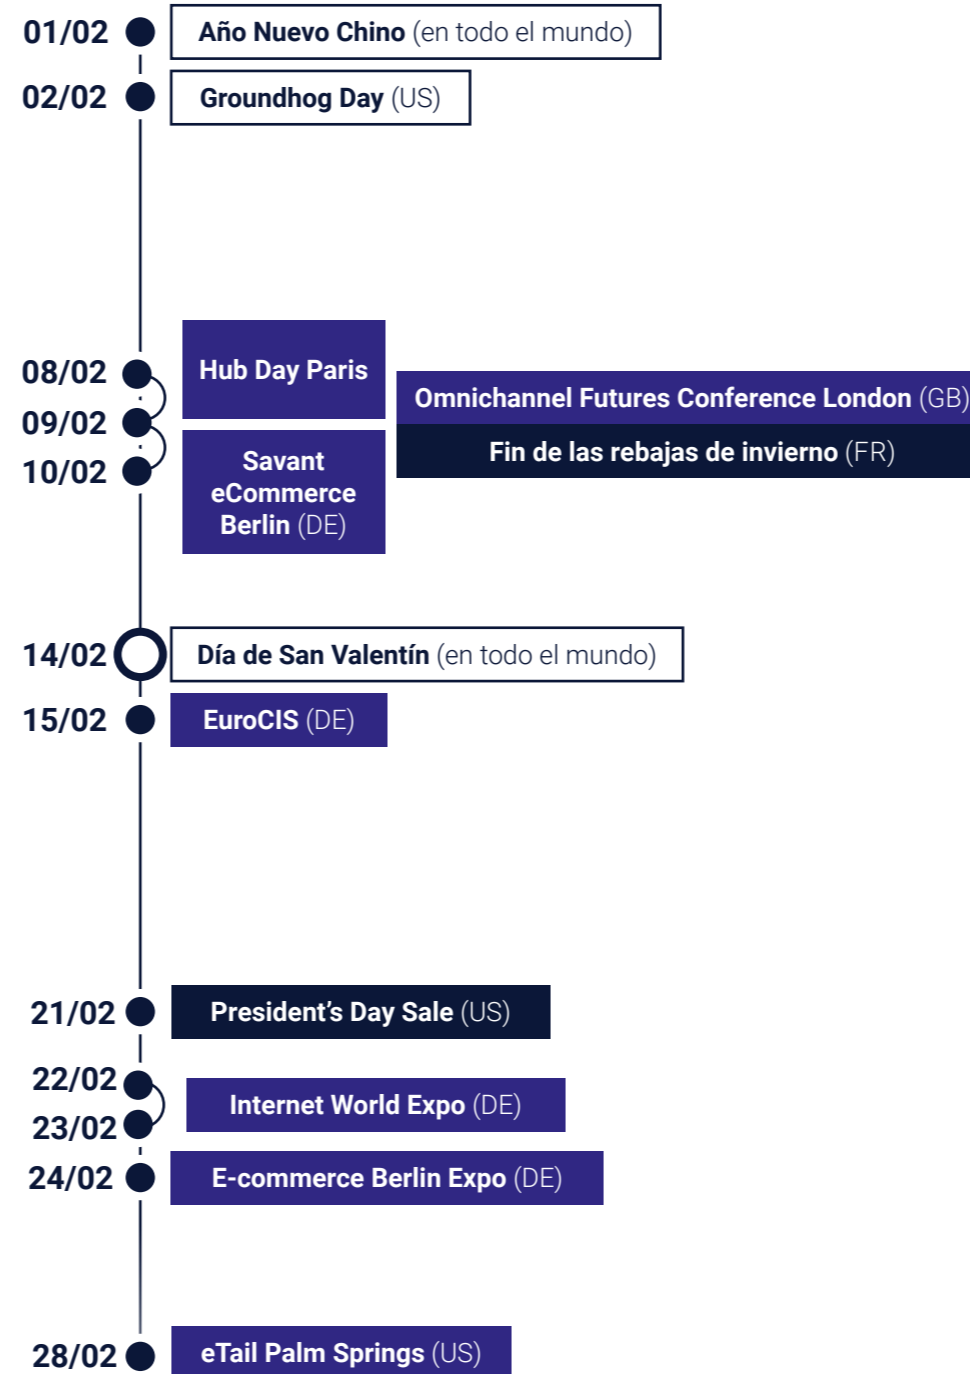 01/02
Año Nuevo Chino (en todo el mundo)
02/02
Groundhog Day (US)
08/02
Hub Day Paris
09/02
Omnichannel Futures Conference London (GB)
10/02
Fin de las rebajas de invierno (FR)
Savant
eCommerce
Berlin (DE)
14/02
Día de San Valentín (en todo el mundo)
15/02
EuroCIS (DE)
21/02
President’s Day Sale (US)
22/02
23/02
Internet World Expo (DE)
24/02
E-commerce Berlin Expo (DE)
28/02
eTail Palm Springs (US)